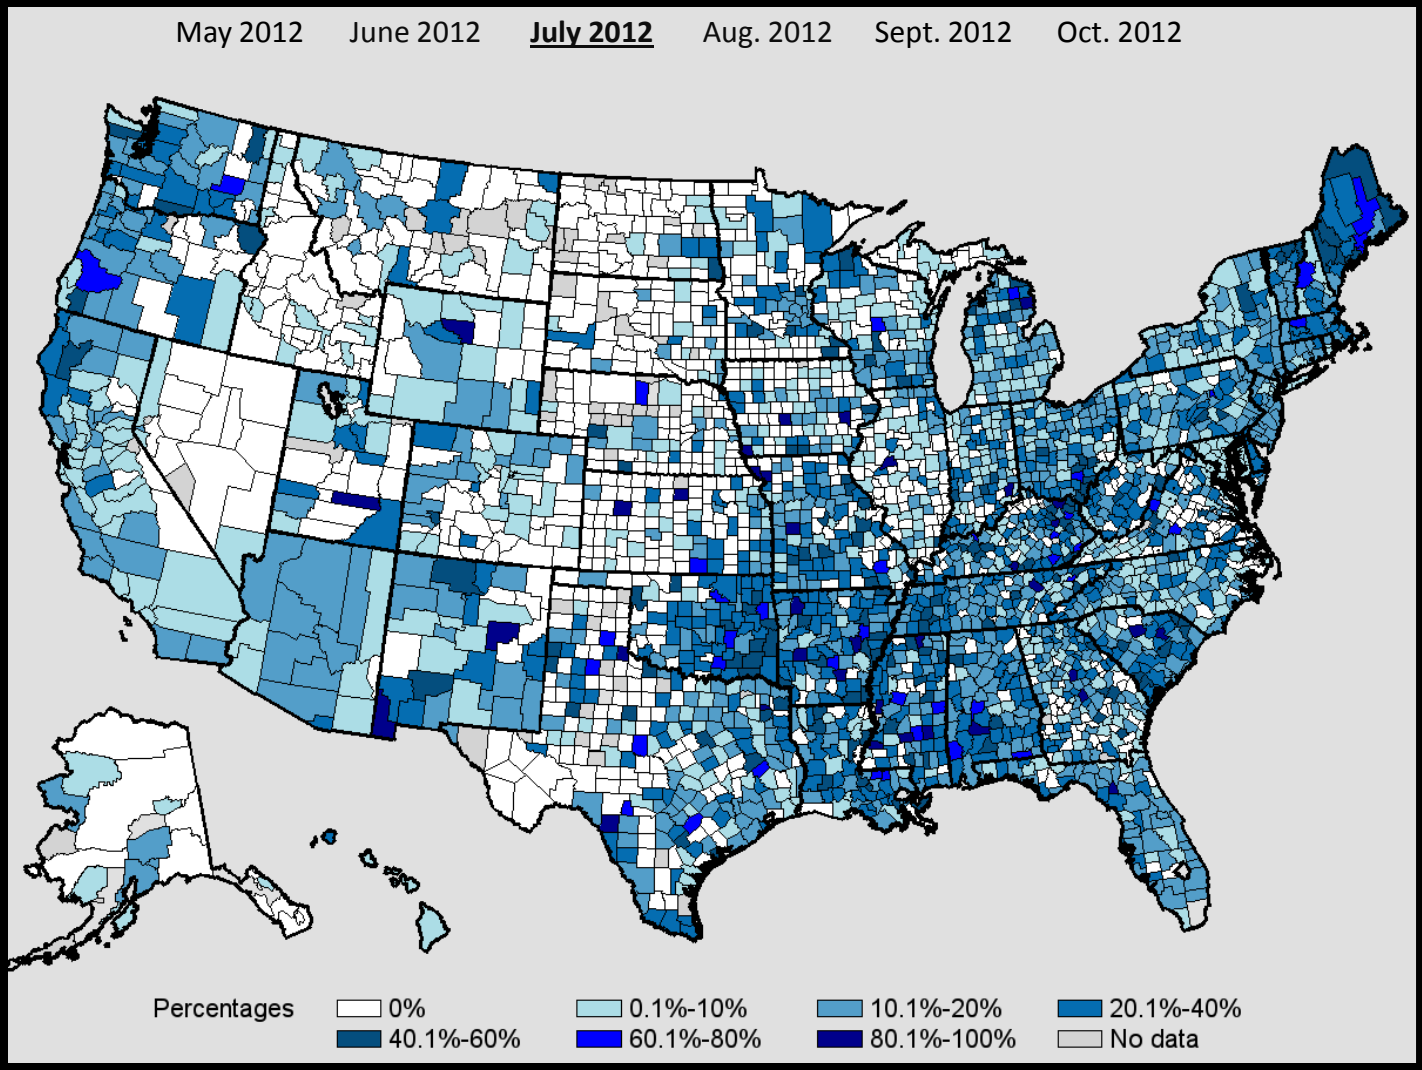 May 2012 June 2012 July 2012 Aug. 2012 Sept. 2012 Oct. 2012
Percentages 0% 0.1%-10% 10.1%-20% 20.1%-40%
40.1%-60% 60.1%-80% 80.1%-100% No data